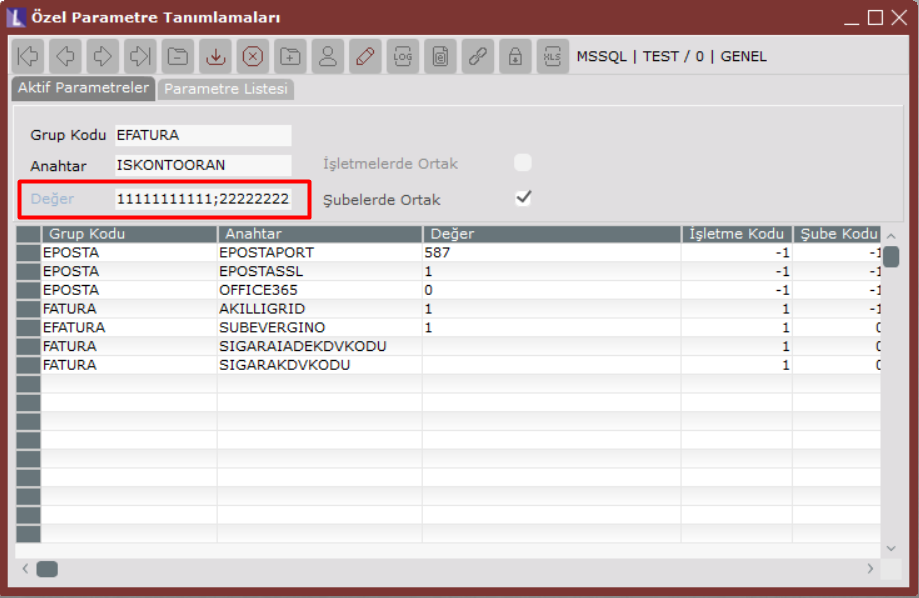 Özel Parametre Tanımlamaları
LOG
XLS
MSSQL | TEST / 0 | GENEL
Aktif Parametreler Parametre Listesi
Grup Kodu EFATURA
Anahtar ISKONTOORAN İşletmelerde Ortak
Değer 11111111111;22222222 Şubelerde Ortak
Grup Kodu Anahtar Değer İşletme Kodu Şube Kodu
EPOSTA EPOSTAPORT 587 -1 -1
EPOSTA EPOSTASSL 1 -1 -1
EPOSTA OFFICE365 0 -1 -1
FATURA AKILLIGRID 1 1 -1
EFATURA SUBEVERGINO 1 1 0
FATURA SIGARAIADEKDVKODU 1 0
FATURA SIGARAKDVKODU 1 0